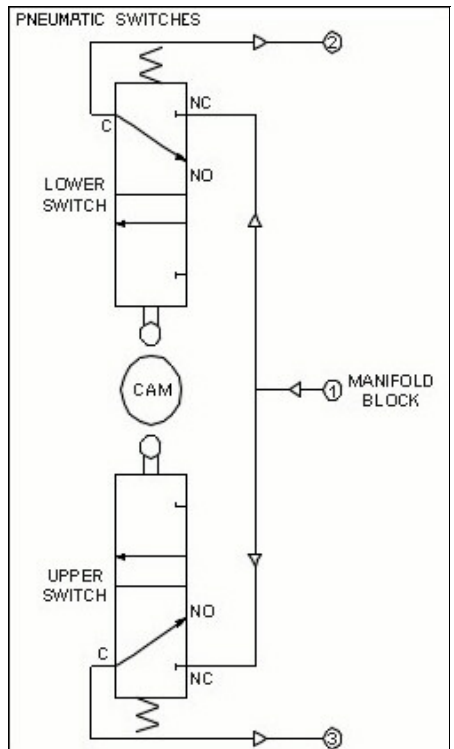 PNEUMATIC SWITCHES
2
NC
C
NO
LOWER
SWITCH
CAM
1
MANIFOLD
BLOCK
UPPER
SWITCH
NO
C
NC
3